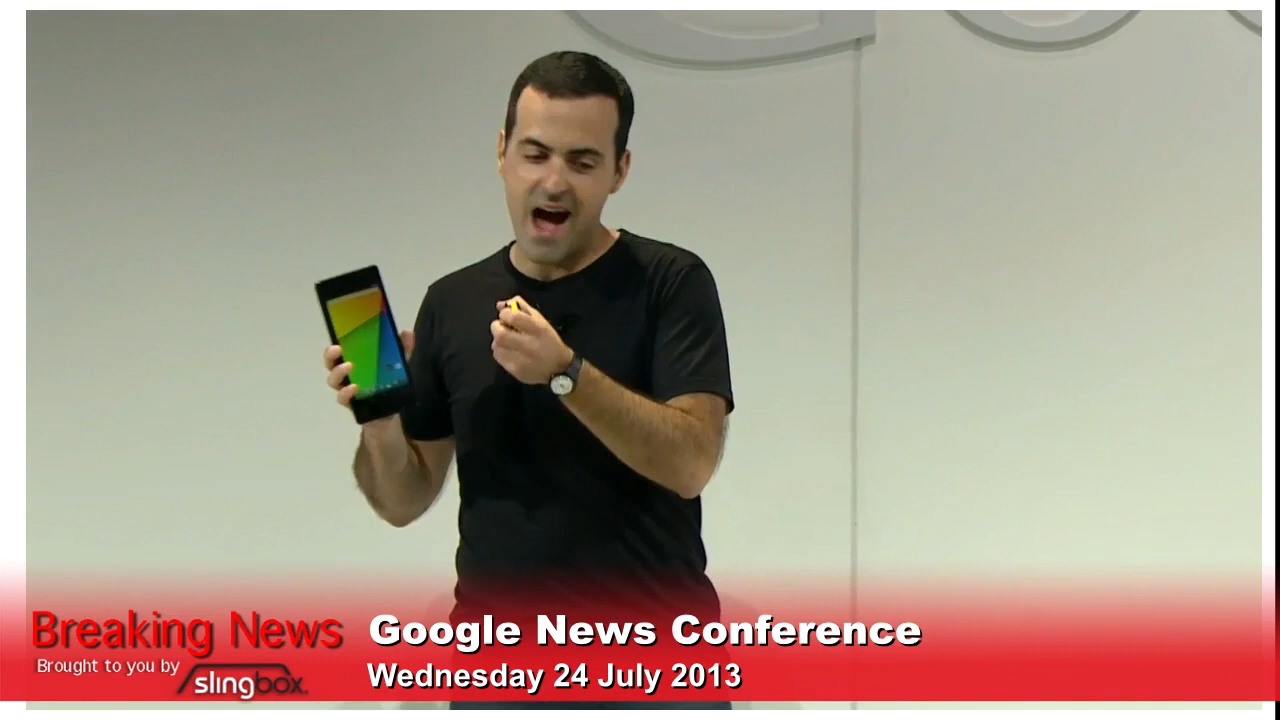 Breaking News
Brought to you by
slingbox.
Google News Conference
Wednesday 24 July 2013